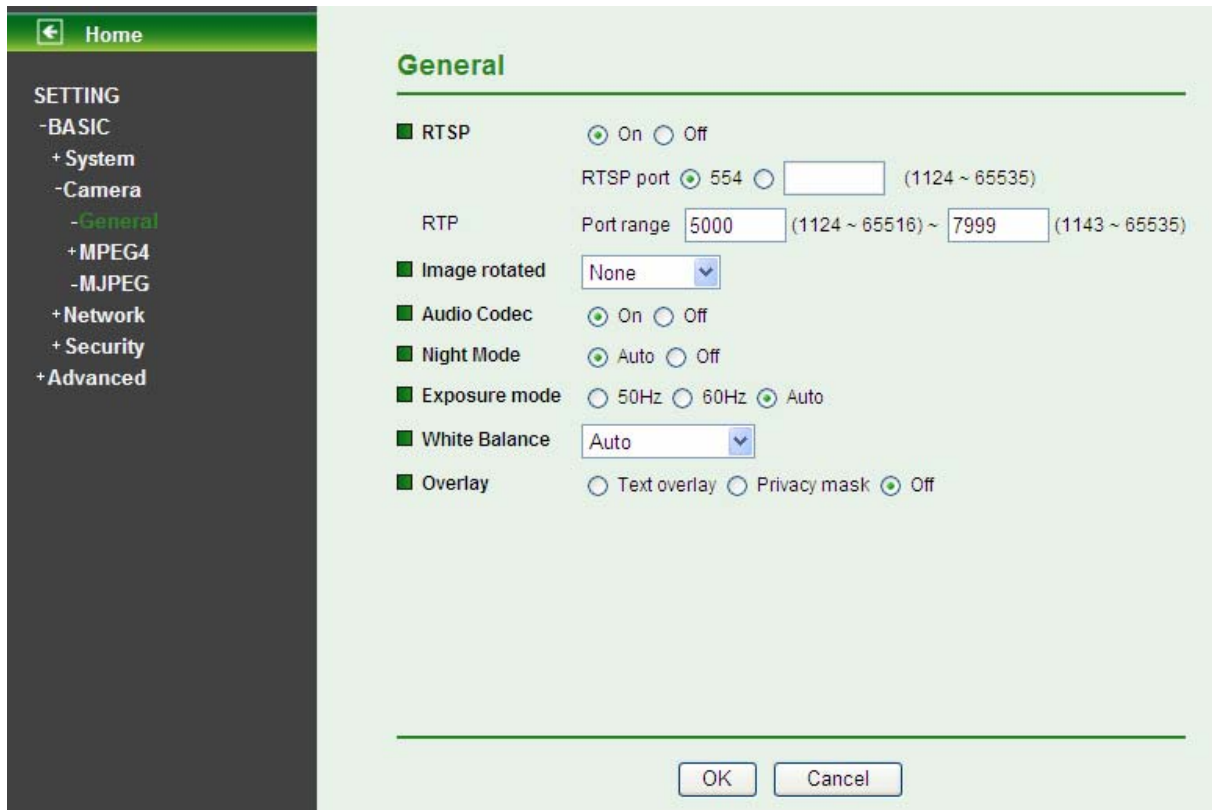 Home
SETTING
-BASIC
+System
-Camera
-General
+MPEG4
-MJPEG
+Network
+Security
+Advanced
General
RTSP On Off
RTSP port 554 (1124 ~ 65535)
RTP Port range 5000 (1124 ~ 65516) ~ 7999 (1143 ~ 65535)
Image rotated None
Audio Codec On Off
Night Mode Auto Off
Exposure mode 50Hz 60Hz Auto
White Balance Auto
Overlay Text overlay Privacy mask Off
OK Cancel